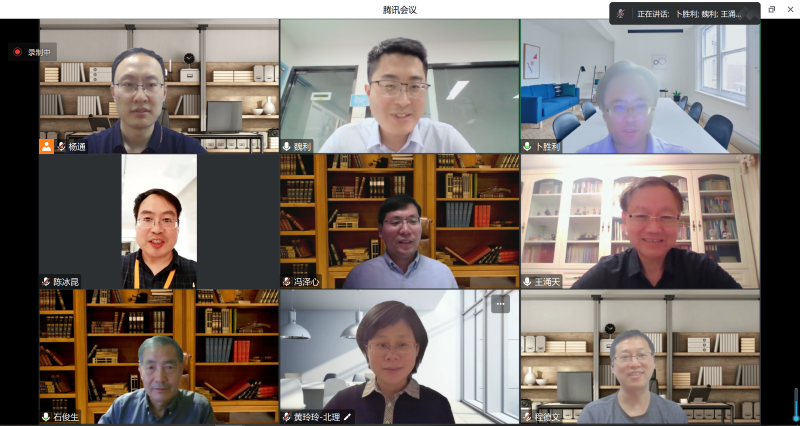 腾讯会议
正在讲话: 卜胜利; 魏利; 王涌...
录制中
杨通
魏利
卜胜利
陈冰昆
冯泽心
王涌天
石俊生
黄玲玲-北理
程德文